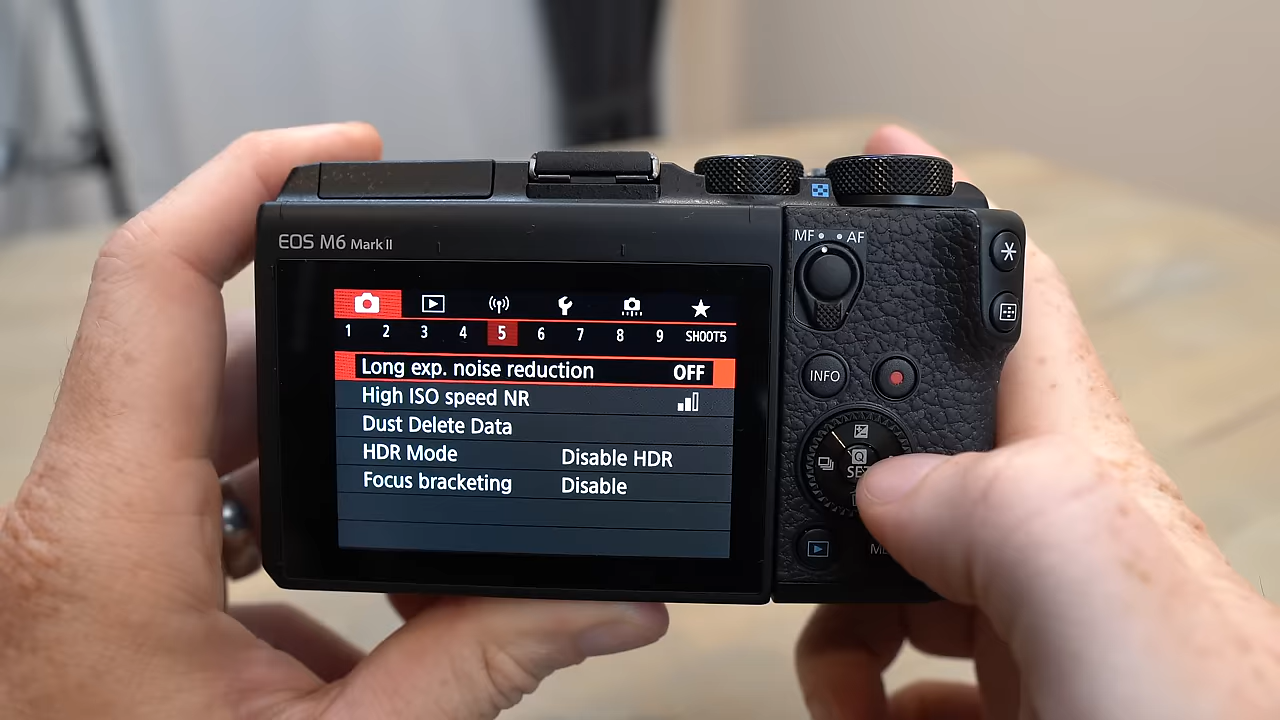 EOS M6 Mark II
MF AF
1 2 3 4 5 6 7 8 9 SHOOT5
Long exp. noise reduction OFF
High ISO speed NR
Dust Delete Data
HDR Mode Disable HDR
Focus bracketing Disable
INFO
Q